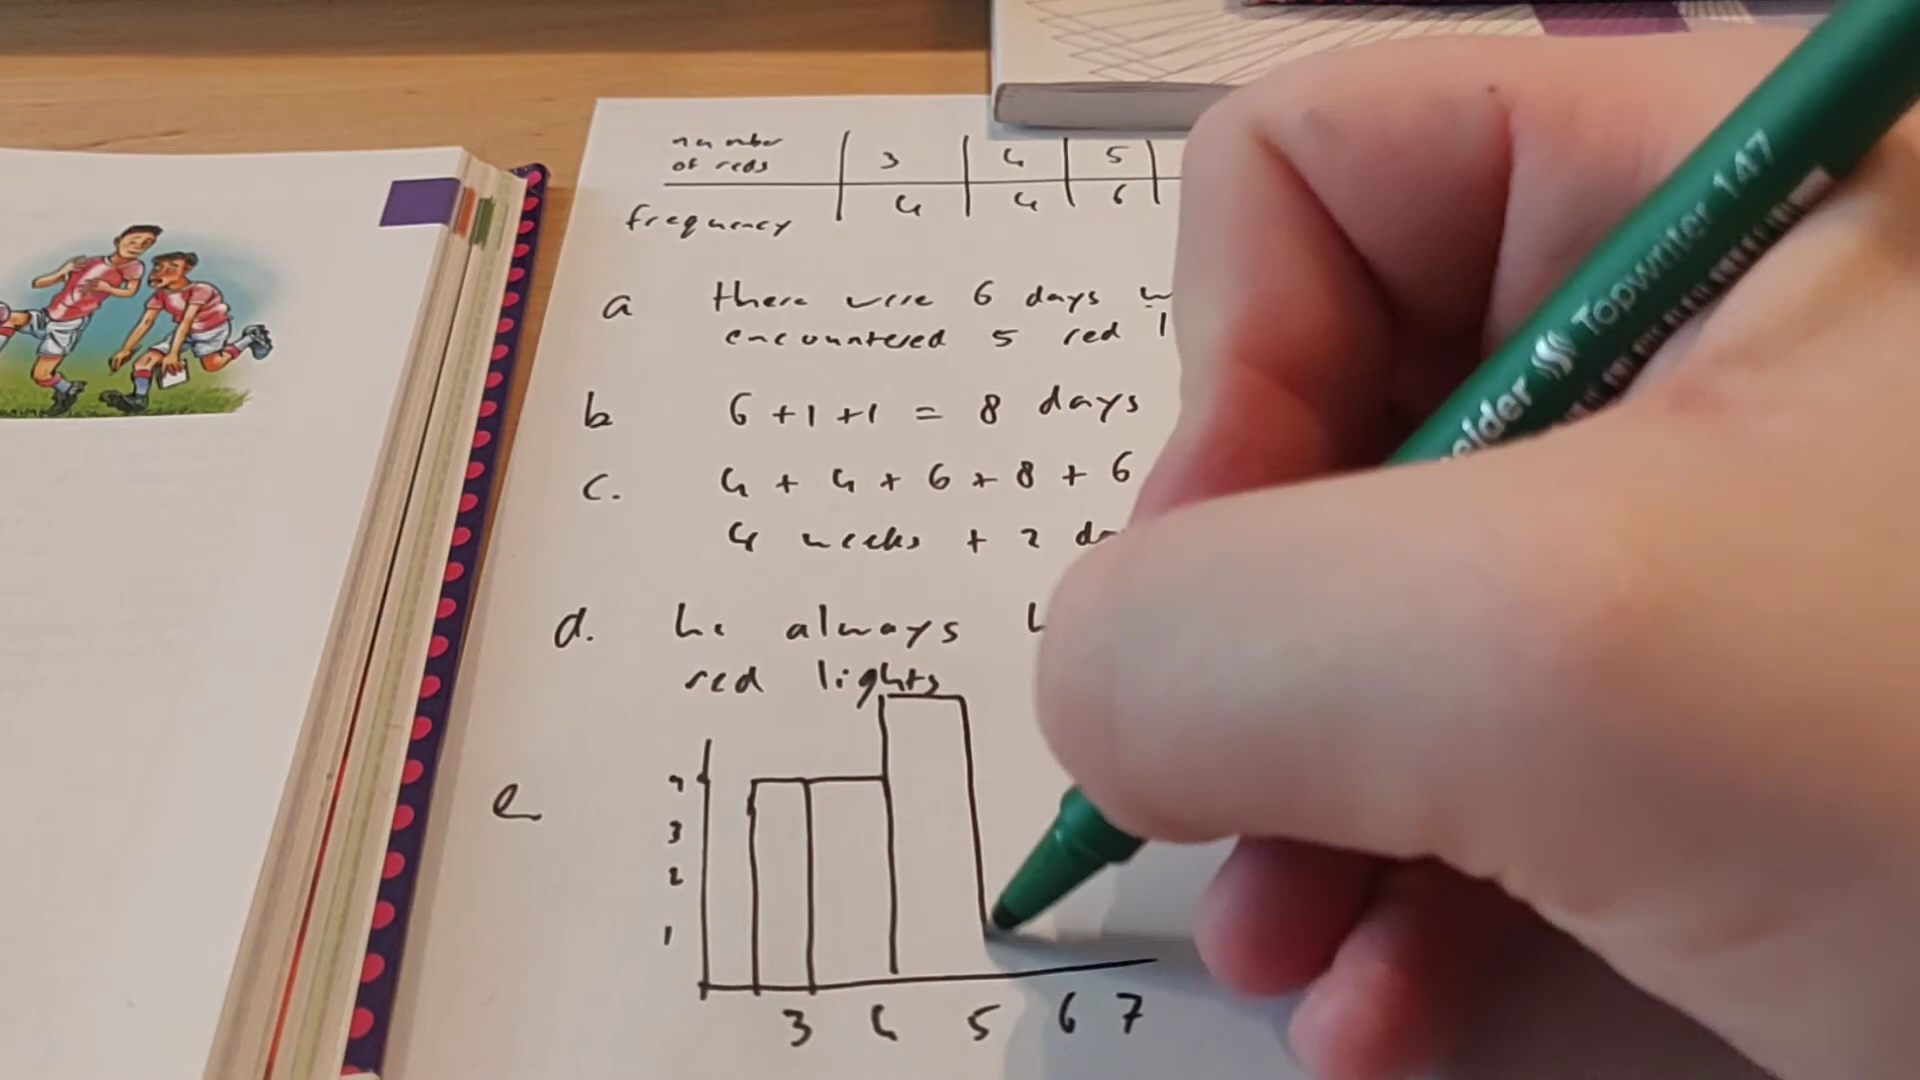 number
of reds 3 4 5
frequency 4 4 6
a there were 6 days
encountered 5 red
b 6 + 1 + 1 = 8 days
c. 4 + 4 + 6 + 8 + 6
4 weeks + 2
d. he always
red lights
e
4
3
2
1
3 4 5 6 7
eider Topwriter 147